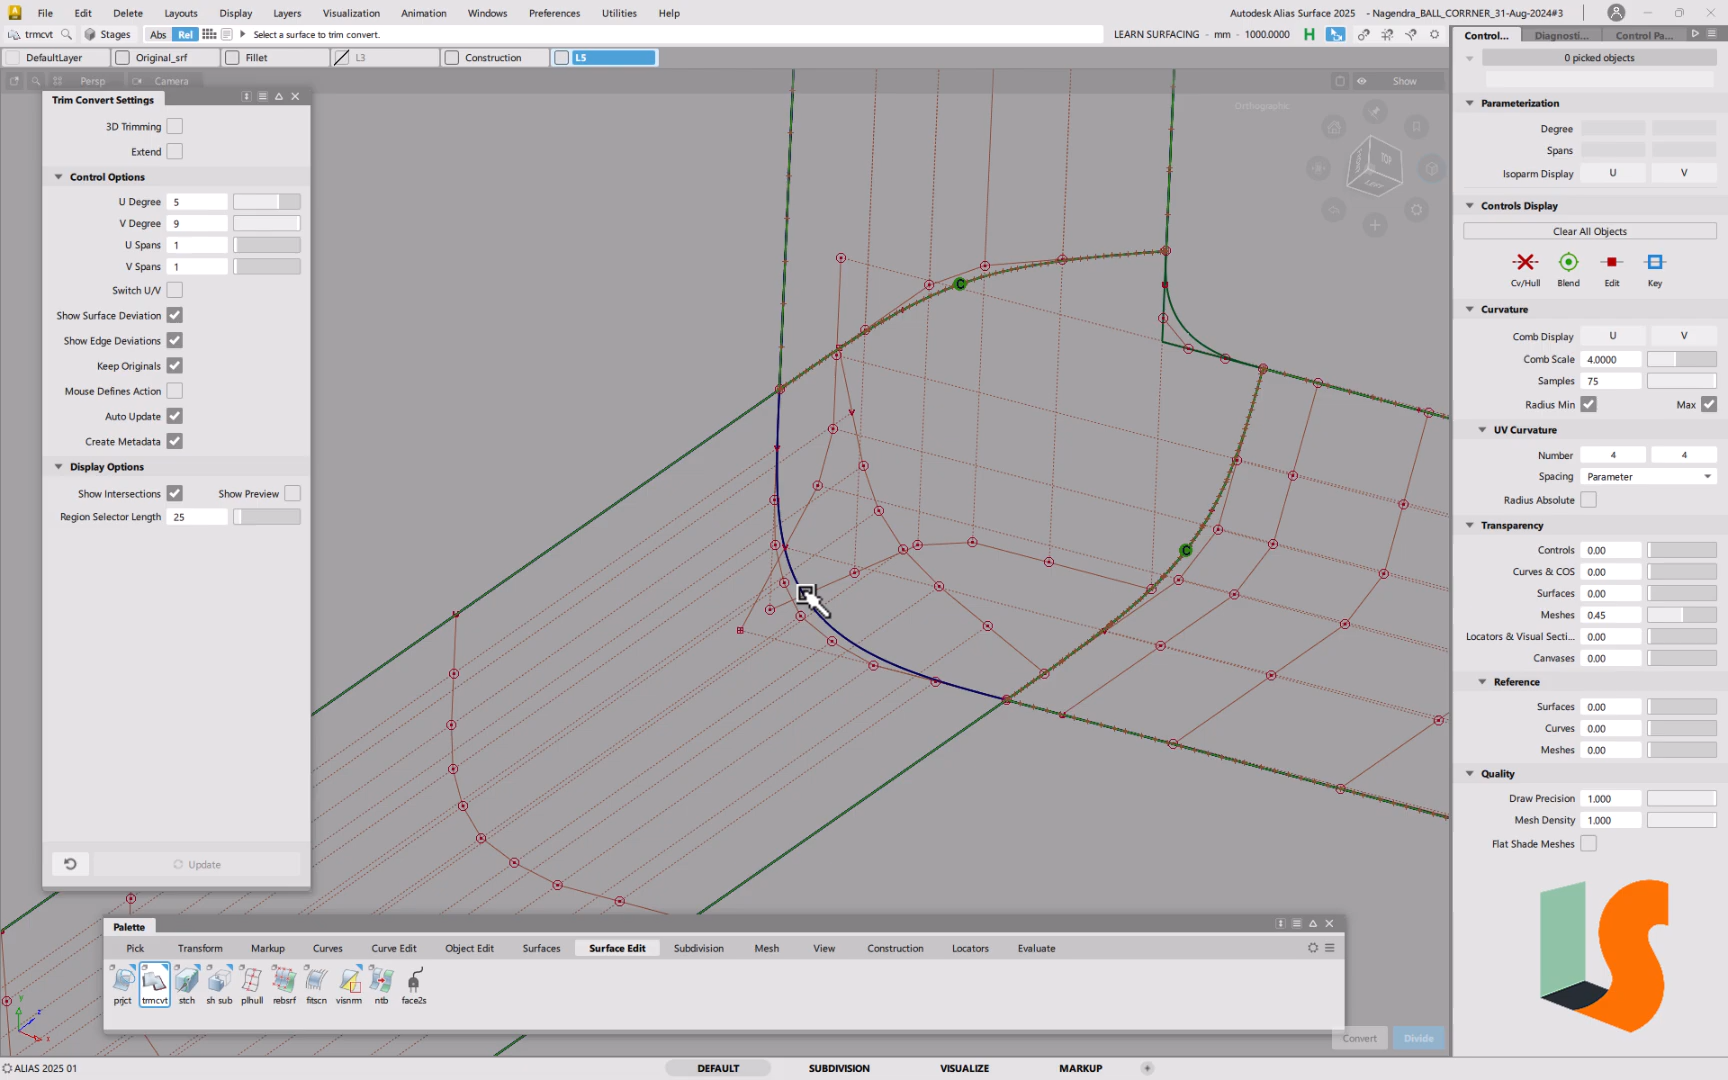 File Edit Delete Layouts Display Layers Visualization Animation Windows Preferences Utilities Help
Autodesk Alias Surface 2025 - Nagendra_BALL_CORRNER_31-Aug-2024#3
trmcvt Stages Abs Rel Select a surface to trim convert. LEARN SURFACING - mm - 1000.0000 H
DefaultLayer Original_srf Fillet L3 Construction L5
Persp Camera Show
Trim Convert Settings
3D Trimming
Extend
Control Options
U Degree 5
V Degree 9
U Spans 1
V Spans 1
Switch U/V
Show Surface Deviation
Show Edge Deviations
Keep Originals
Mouse Defines Action
Auto Update
Create Metadata
Display Options
Show Intersections Show Preview
Region Selector Length 25
Update
Orthographic
TOP
LEFT
C
C
Control... Diagnosti... Control Pa...
0 picked objects
Parameterization
Degree
Spans
Isoparm Display U V
Controls Display
Clear All Objects
Cv/Hull Blend Edit Key
Curvature
Comb Display U V
Comb Scale 4.0000
Samples 75
Radius Min Max
UV Curvature
Number 4 4
Spacing Parameter
Radius Absolute
Transparency
Controls 0.00
Curves & COS 0.00
Surfaces 0.00
Meshes 0.45
Locators & Visual Secti... 0.00
Canvases 0.00
Reference
Surfaces 0.00
Curves 0.00
Meshes 0.00
Quality
Draw Precision 1.000
Mesh Density 1.000
Flat Shade Meshes
Palette
Pick Transform Markup Curves Curve Edit Object Edit Surfaces Surface Edit Subdivision Mesh View Construction Locators Evaluate
prjct trmcvt stch sh sub plhull rebsrf fitscn visnrm ntb face2s
Convert Divide
ALIAS 2025 01 DEFAULT SUBDIVISION VISUALIZE MARKUP +